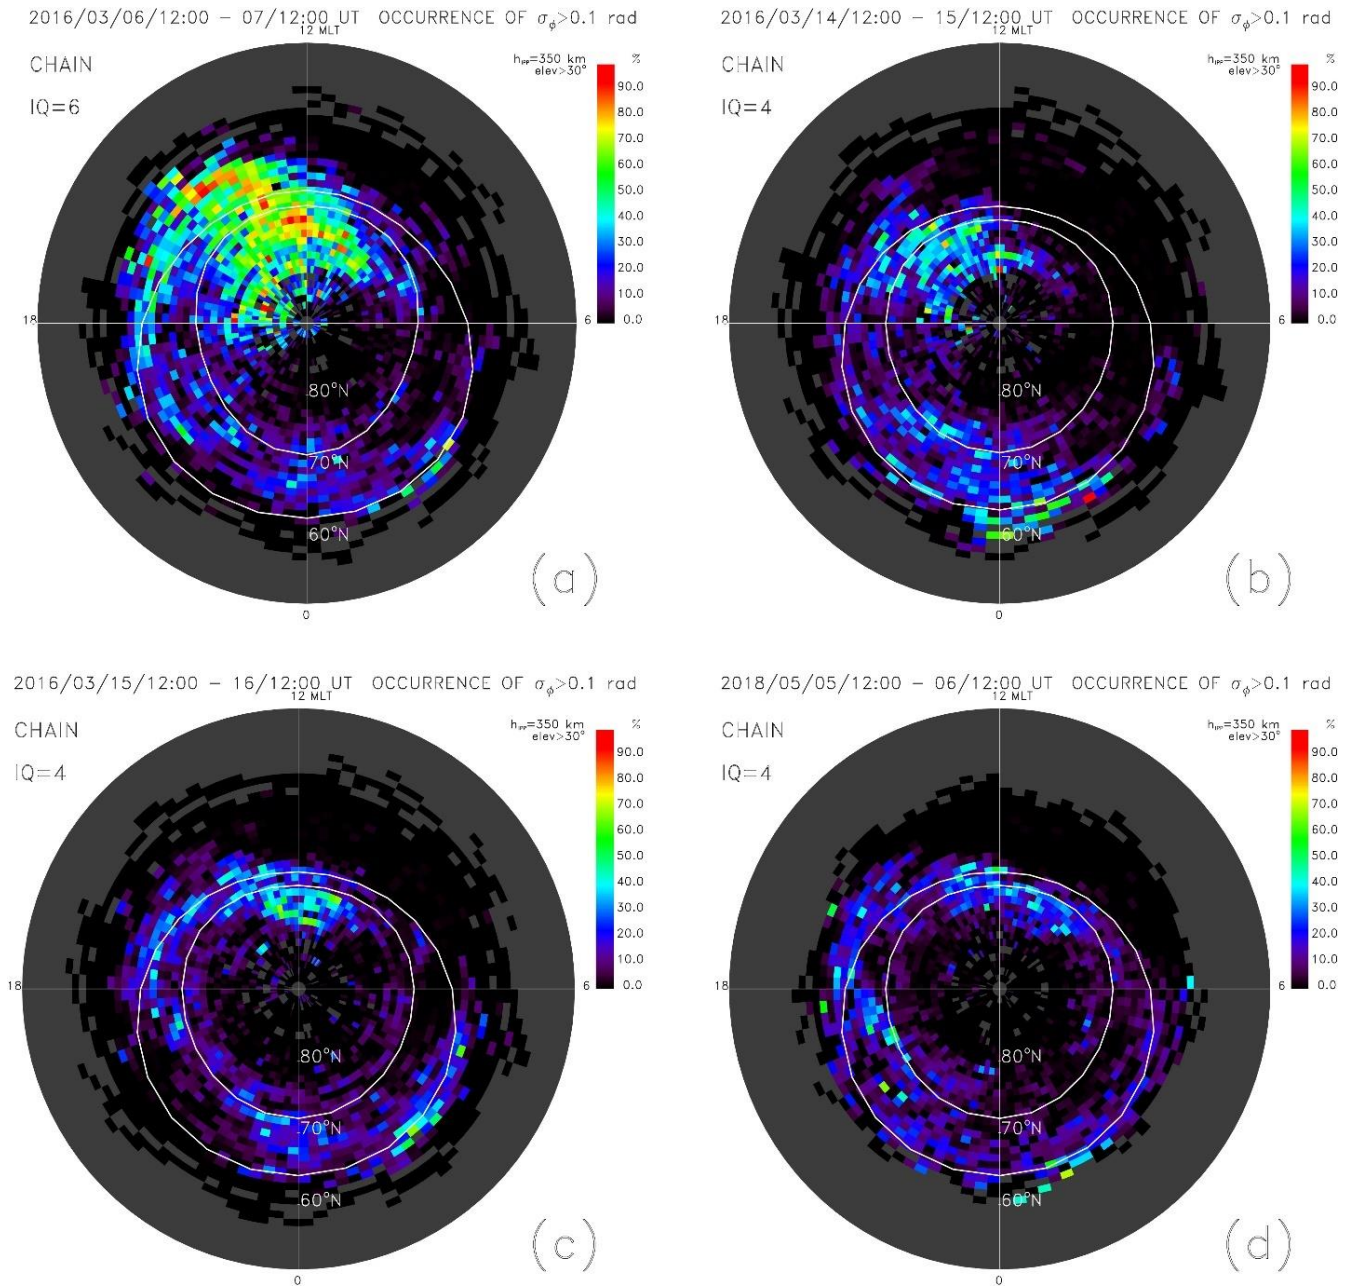 2016/03/06/12:00 - 07/12:00 UT OCCURRENCE OF σφ>0.1 rad
12 MLT
CHAIN
IQ=6
hIPP=350 km
elev>30°
%
90.0
80.0
70.0
60.0
50.0
40.0
30.0
20.0
10.0
0.0
18
6
80°N
70°N
60°N
0
(a)
2016/03/14/12:00 - 15/12:00 UT OCCURRENCE OF σφ>0.1 rad
12 MLT
CHAIN
IQ=4
hIPP=350 km
elev>30°
%
90.0
80.0
70.0
60.0
50.0
40.0
30.0
20.0
10.0
0.0
18
6
80°N
70°N
60°N
0
(b)
2016/03/15/12:00 - 16/12:00 UT OCCURRENCE OF σφ>0.1 rad
12 MLT
CHAIN
IQ=4
hIPP=350 km
elev>30°
%
90.0
80.0
70.0
60.0
50.0
40.0
30.0
20.0
10.0
0.0
18
6
80°N
70°N
60°N
0
(c)
2018/05/05/12:00 - 06/12:00 UT OCCURRENCE OF σφ>0.1 rad
12 MLT
CHAIN
IQ=4
hIPP=350 km
elev>30°
%
90.0
80.0
70.0
60.0
50.0
40.0
30.0
20.0
10.0
0.0
18
6
80°N
70°N
60°N
0
(d)